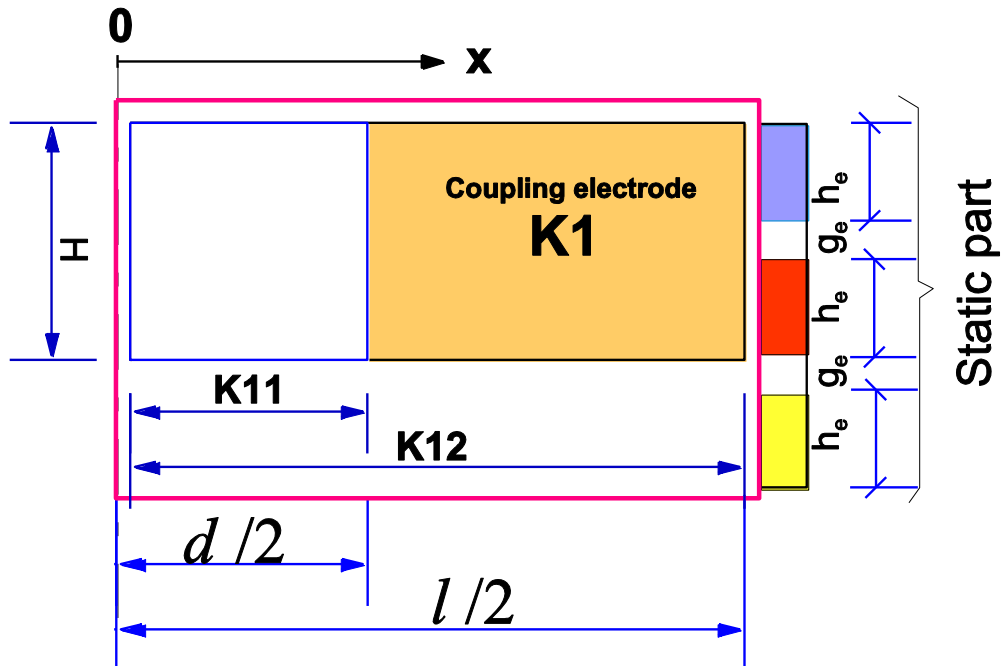 0
x
Coupling electrode
K1
H
K11
K12
d /2
l /2
he
ge
he
ge
he
Static part